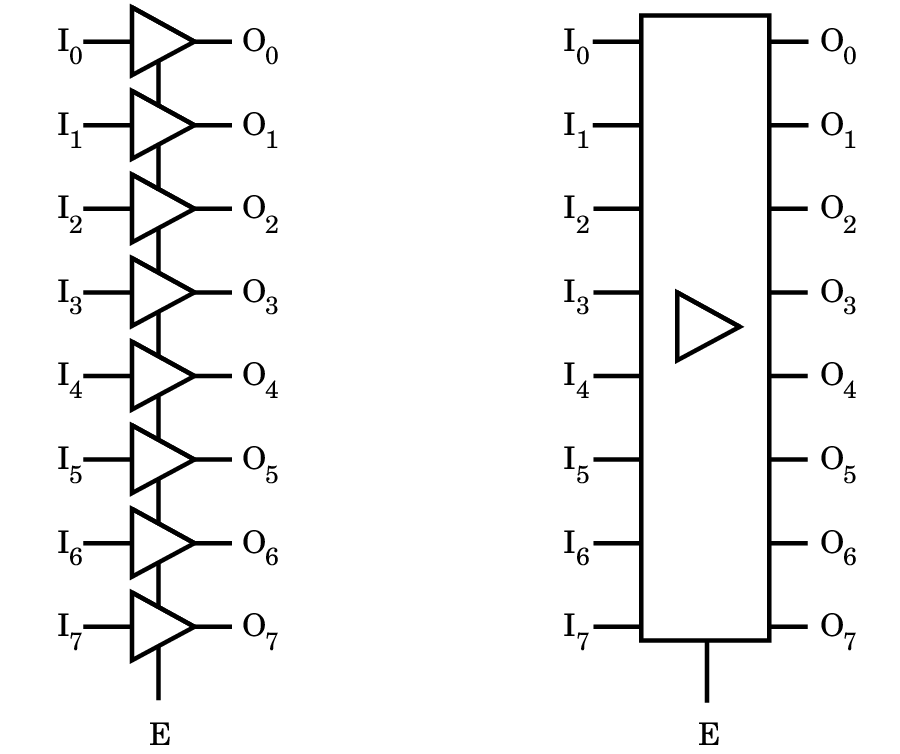 I₀ O₀ I₀ O₀
I₁ O₁ I₁ O₁
I₂ O₂ I₂ O₂
I₃ O₃ I₃ O₃
I₄ O₄ I₄ O₄
I₅ O₅ I₅ O₅
I₆ O₆ I₆ O₆
I₇ O₇ I₇ O₇
E E